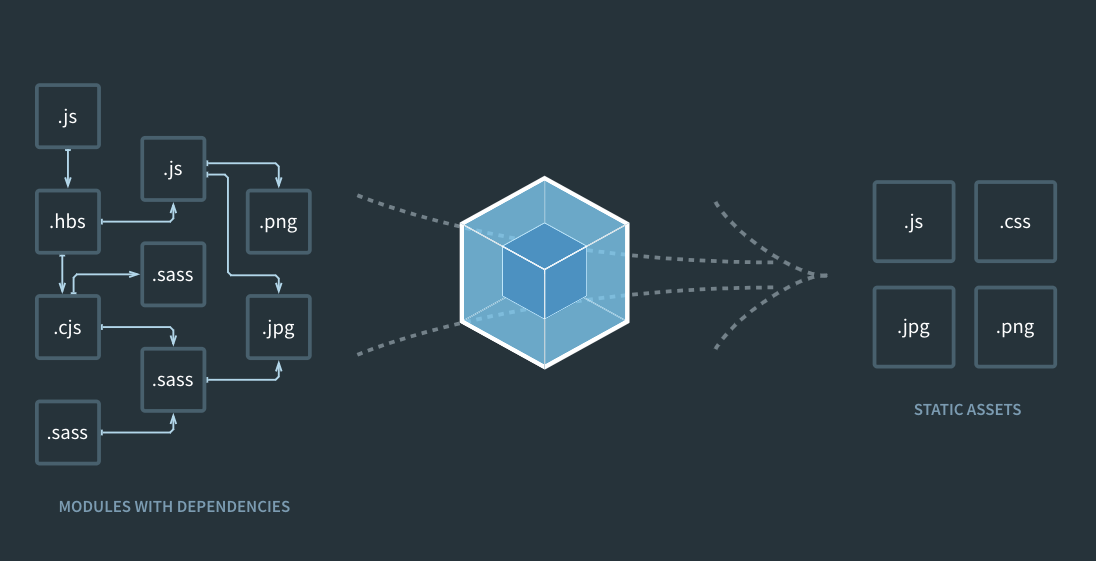 .js
.js
.hbs
.png
.sass
.cjs
.jpg
.sass
.sass
MODULES WITH DEPENDENCIES
.js
.css
.jpg
.png
STATIC ASSETS